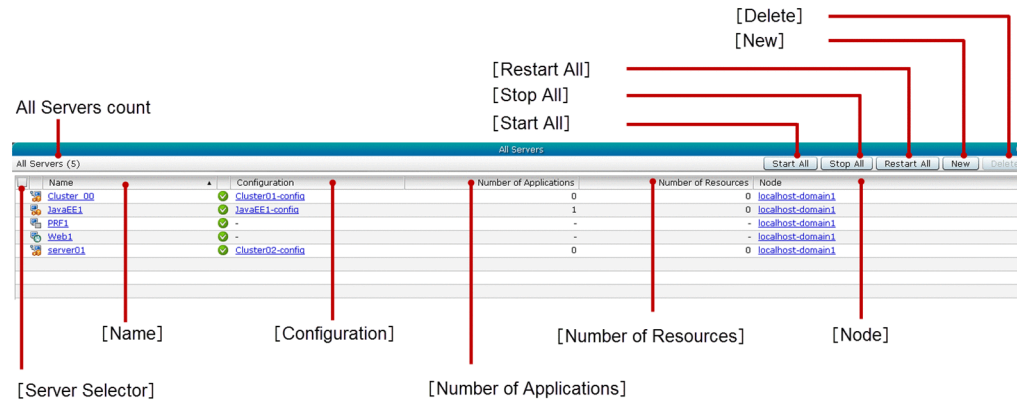 [Delete]
[New]
[Restart All]
[Stop All]
[Start All]
All Servers count
All Servers
All Servers (5)
Start All Stop All Restart All New Delete
Name Configuration Number of Applications Number of Resources Node
Cluster_00 Cluster01-config 0 0 localhost-domain1
JavaEE1 JavaEE1-config 1 0 localhost-domain1
PRF1 - - - localhost-domain1
Web1 - - - localhost-domain1
server01 Cluster02-config 0 0 localhost-domain1
[Name] [Configuration] [Number of Resources] [Node]
[Server Selector] [Number of Applications]